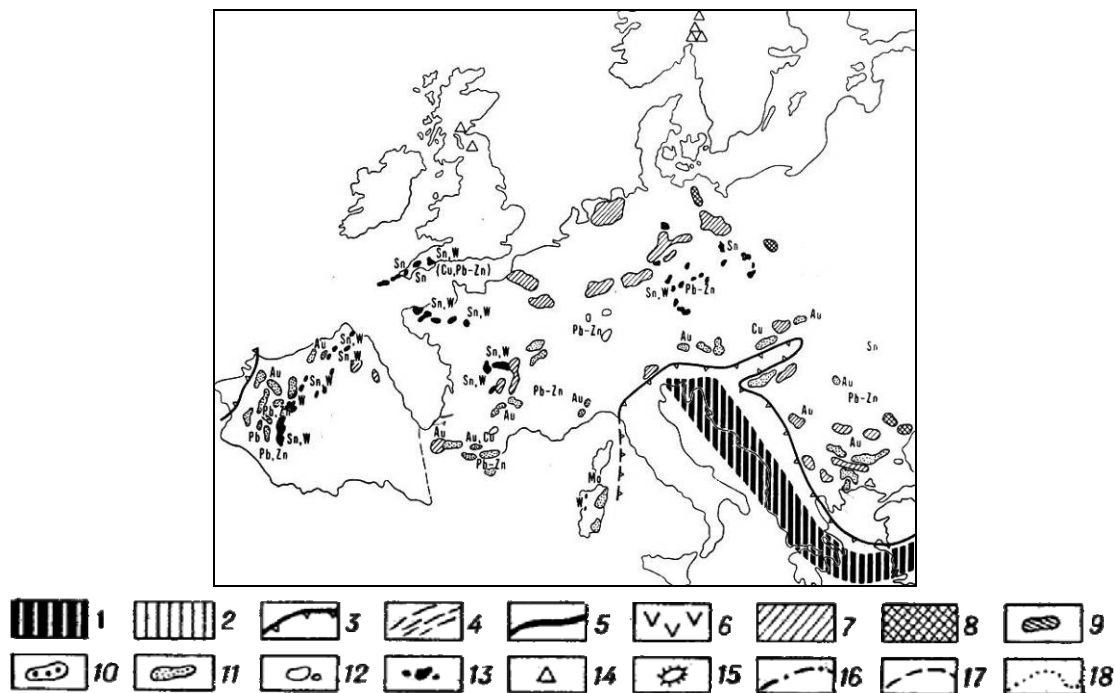 Sn
Sn, W
Sn
(Cu, Pb-Zn)
Sn
Sn, W
Pb-Zn
Sn, W
Sn, W
Pb-Zn
Au
Cu
Au
Sn
Sn, W
Au
Sn, W
Sn, W
Au
Sn, W
W
Pb
Pb
Sn, W
Pb, Zn
Sn, W
Sn, W
Pb-Zn
Au
Au
Au
Au, Cu
Pb-Zn
Au
Pb-Zn
Au
Mo
W
1 2 3 4 5 6 7 8 9
10 11 12 13 14 15 16 17 18